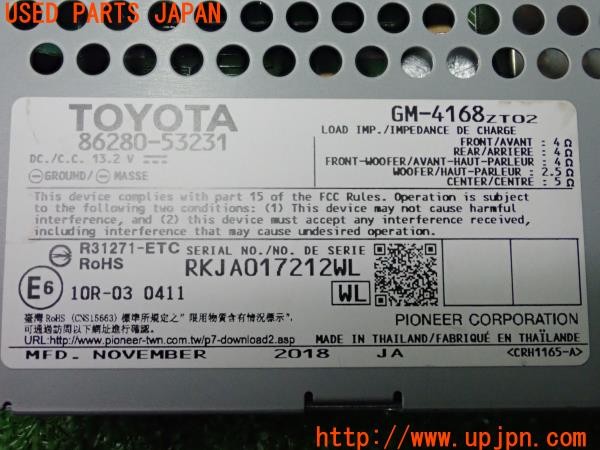 USED PARTS JAPAN
TOYOTA
86280-53231
DC./C.C. 13.2 V
GROUND/ MASSE
GM-4168ZT02
LOAD IMP./IMPEDANCE DE CHARGE
FRONT/AVANT : 4Ω
REAR/ARRIERE : 4Ω
FRONT-WOOFER/AVANT-HAUT-PARLEUR : 4Ω
WOOFER/HAUT-PARLEUR : 2.5Ω
CENTER/CENTRE : 5Ω
This device complies with part 15 of the FCC Rules. Operation is subject
to the following two conditions: (1) This device may not cause harmful
interference, and (2) this device must accept any interference received,
including interference that may cause undesired operation.
R31271-ETC
RoHS
SERIAL NO./NO. DE SERIE
RKJA017212WL
WL
E6
10R-03 0411
臺灣RoHS (CNS15663) 標準所規定之"限用物質含有情況標示",
可通過訪問以下網址進行確認。
URL:http://www.pioneer-twn.com.tw/p7-download2.asp
PIONEER CORPORATION
MADE IN THAILAND/FABRIQUÉ EN THAÏLANDE
MFD. NOVEMBER 2018 JA
<CRH1165-A>
http://www.upjpn.com/